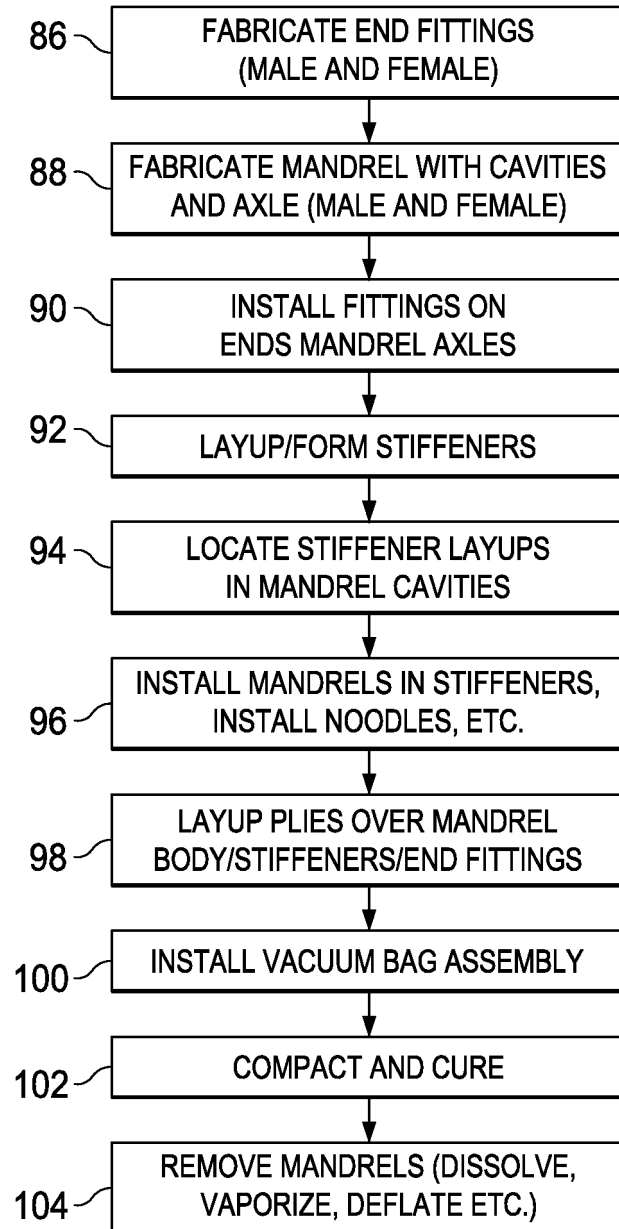 86
FABRICATE END FITTINGS
(MALE AND FEMALE)
88
FABRICATE MANDREL WITH CAVITIES
AND AXLE (MALE AND FEMALE)
90
INSTALL FITTINGS ON
ENDS MANDREL AXLES
92
LAYUP/FORM STIFFENERS
94
LOCATE STIFFENER LAYUPS
IN MANDREL CAVITIES
96
INSTALL MANDRELS IN STIFFENERS,
INSTALL NOODLES, ETC.
98
LAYUP PLIES OVER MANDREL
BODY/STIFFENERS/END FITTINGS
100
INSTALL VACUUM BAG ASSEMBLY
102
COMPACT AND CURE
104
REMOVE MANDRELS (DISSOLVE,
VAPORIZE, DEFLATE ETC.)